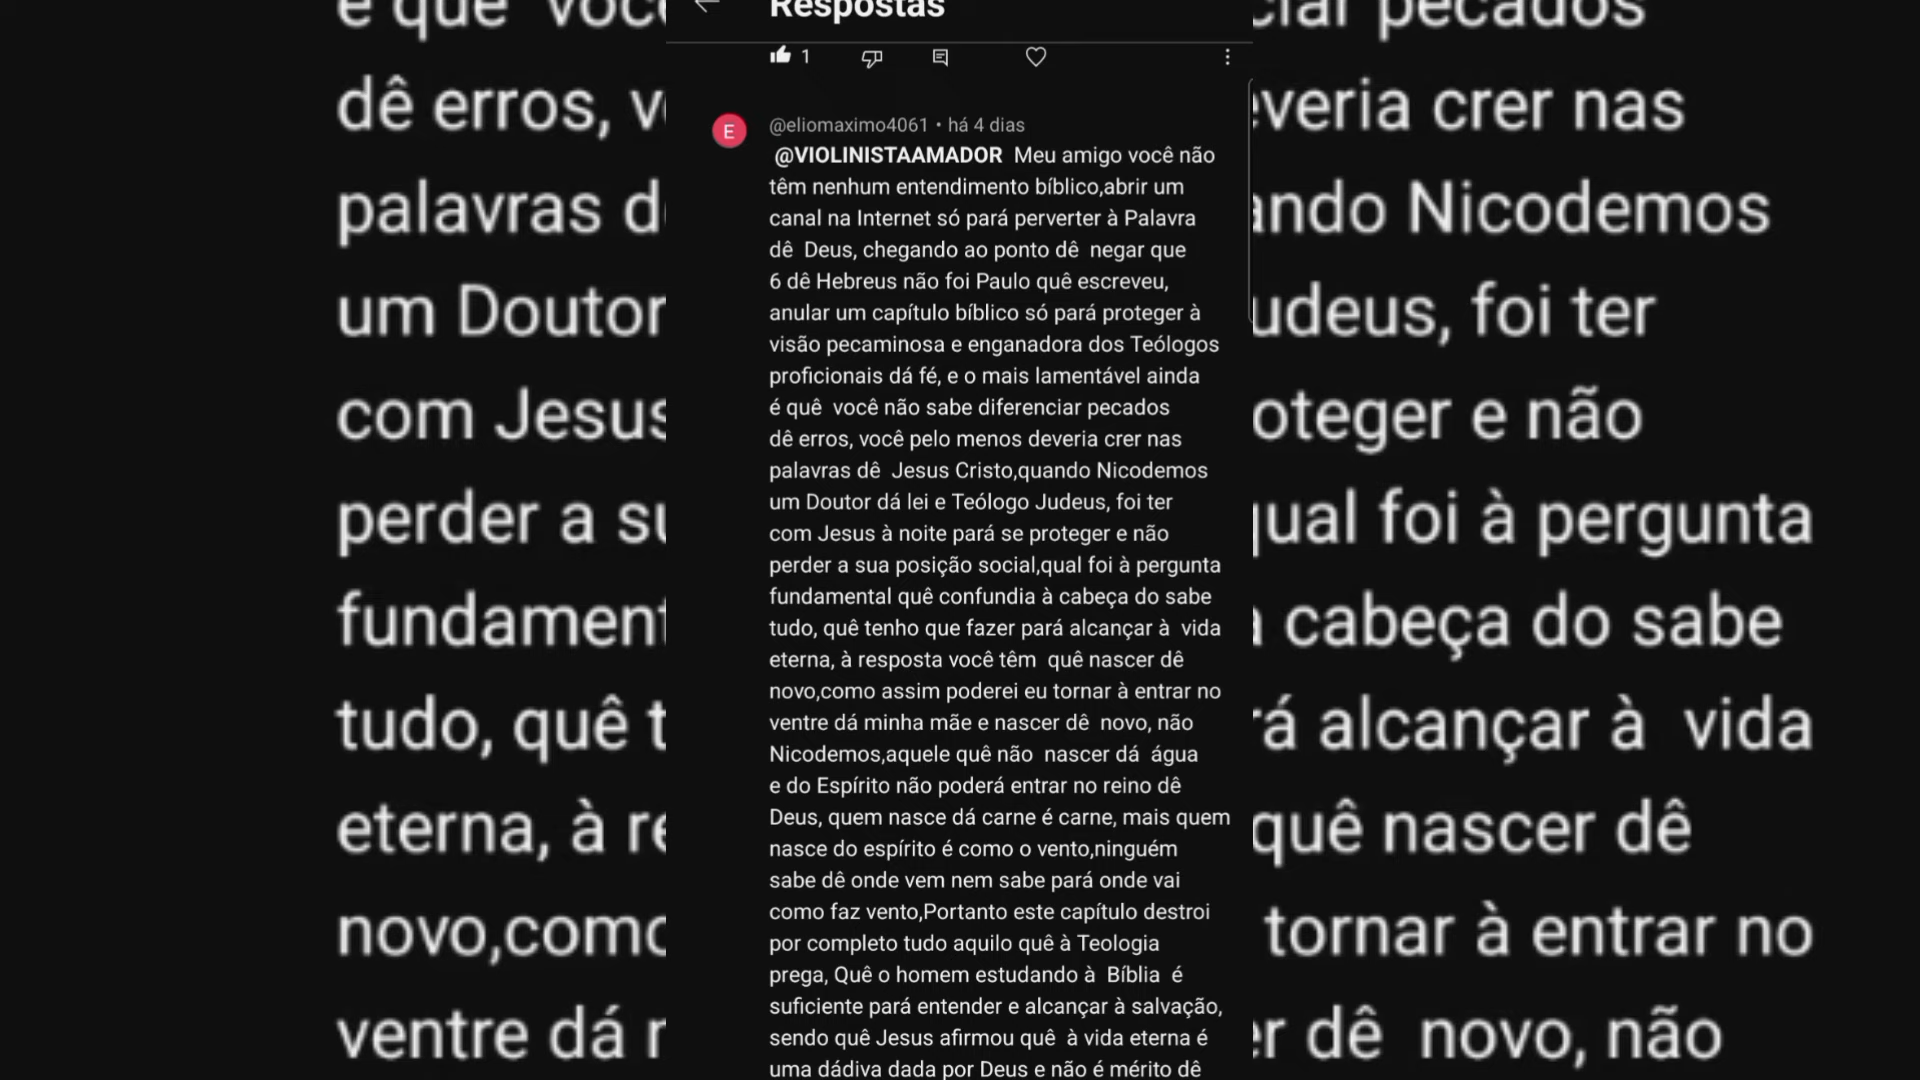 Respostas
1
E
@eliomaximo4061 • há 4 dias
@VIOLINISTAAMADOR Meu amigo você não
têm nenhum entendimento bíblico,abrir um
canal na Internet só pará perverter à Palavra
dê Deus, chegando ao ponto dê negar que
6 dê Hebreus não foi Paulo quê escreveu,
anular um capítulo bíblico só pará proteger à
visão pecaminosa e enganadora dos Teólogos
proficionais dá fé, e o mais lamentável ainda
é quê você não sabe diferenciar pecados
dê erros, você pelo menos deveria crer nas
palavras dê Jesus Cristo,quando Nicodemos
um Doutor dá lei e Teólogo Judeus, foi ter
com Jesus à noite pará se proteger e não
perder a sua posição social,qual foi à pergunta
fundamental quê confundia à cabeça do sabe
tudo, quê tenho que fazer pará alcançar à vida
eterna, à resposta você têm quê nascer dê
novo,como assim poderei eu tornar à entrar no
ventre dá minha mãe e nascer dê novo, não
Nicodemos,aquele quê não nascer dá água
e do Espírito não poderá entrar no reino dê
Deus, quem nasce dá carne é carne, mais quem
nasce do espírito é como o vento,ninguém
sabe dê onde vem nem sabe pará onde vai
como faz vento,Portanto este capítulo destroi
por completo tudo aquilo quê à Teologia
prega, Quê o homem estudando à Bíblia é
suficiente pará entender e alcançar à salvação,
sendo quê Jesus afirmou quê à vida eterna é
uma dádiva dada por Deus e não é mérito dê